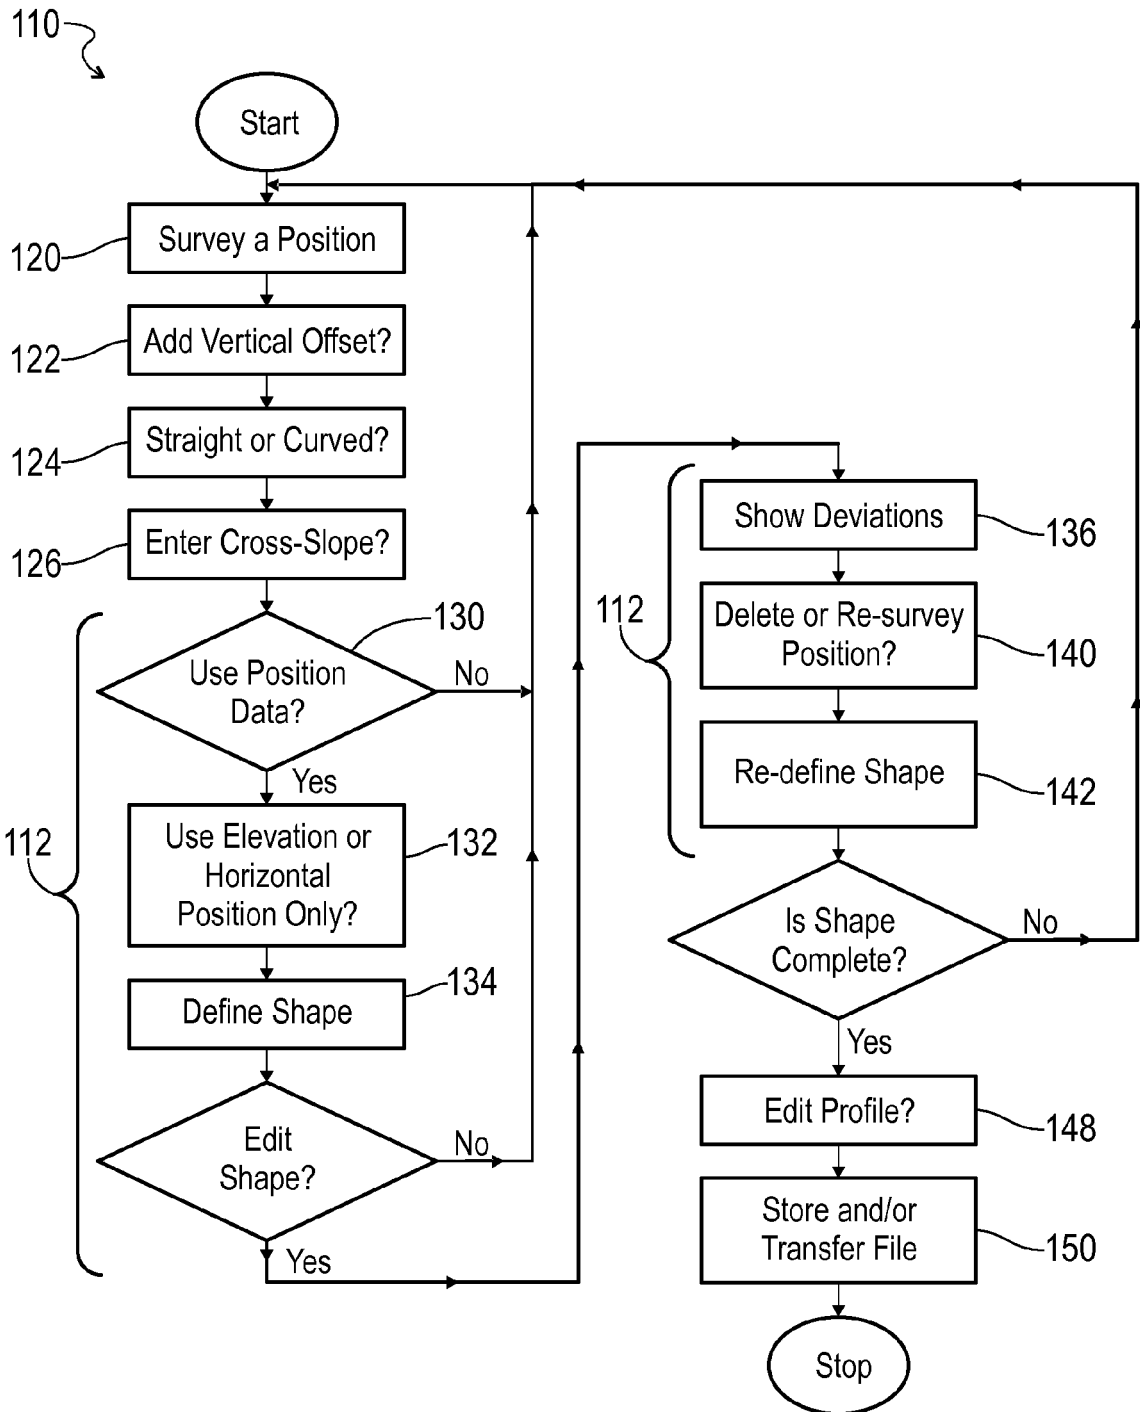 110
Start
Survey a Position
120
Add Vertical Offset?
122
Straight or Curved?
124
Enter Cross-Slope?
126
130
Use Position
Data?
No
Yes
112
Use Elevation or
Horizontal
Position Only?
132
Define Shape
134
Edit
Shape?
No
Yes
112
Show Deviations
136
Delete or Re-survey
Position?
140
Re-define Shape
142
Is Shape
Complete?
No
Yes
Edit Profile?
148
Store and/or
Transfer File
150
Stop